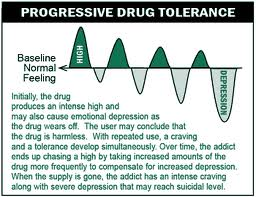 PROGRESSIVE DRUG TOLERANCE
HIGH
Baseline
Normal
Feeling
DEPRESSION
Initially, the drug
produces an intense high and
may also cause emotional depression as
the drug wears off. The user may conclude that
the drug is harmless. With repeated use, a craving
and a tolerance develop simultaneously. Over time, the addict
ends up chasing a high by taking increased amounts of the
drug more frequently to compensate for increased depression.
When the supply is gone, the addict has an intense craving
along with severe depression that may reach suicidal level.